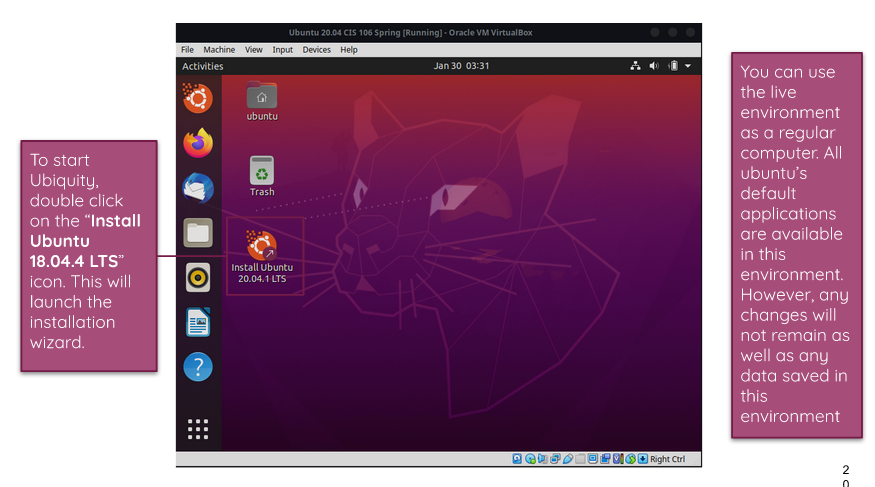 Ubuntu 20.04 CIS 106 Spring [Running] - Oracle VM VirtualBox
File Machine View Input Devices Help
Activities
Jan 30 03:31
ubuntu
Trash
Install Ubuntu
20.04.1 LTS
?
Right Ctrl
To start
Ubiquity,
double click
on the “Install
Ubuntu
18.04.4 LTS”
icon. This will
launch the
installation
wizard.
You can use
the live
environment
as a regular
computer. All
ubuntu’s
default
applications
are available
in this
environment.
However, any
changes will
not remain as
well as any
data saved in
this
environment
2
0